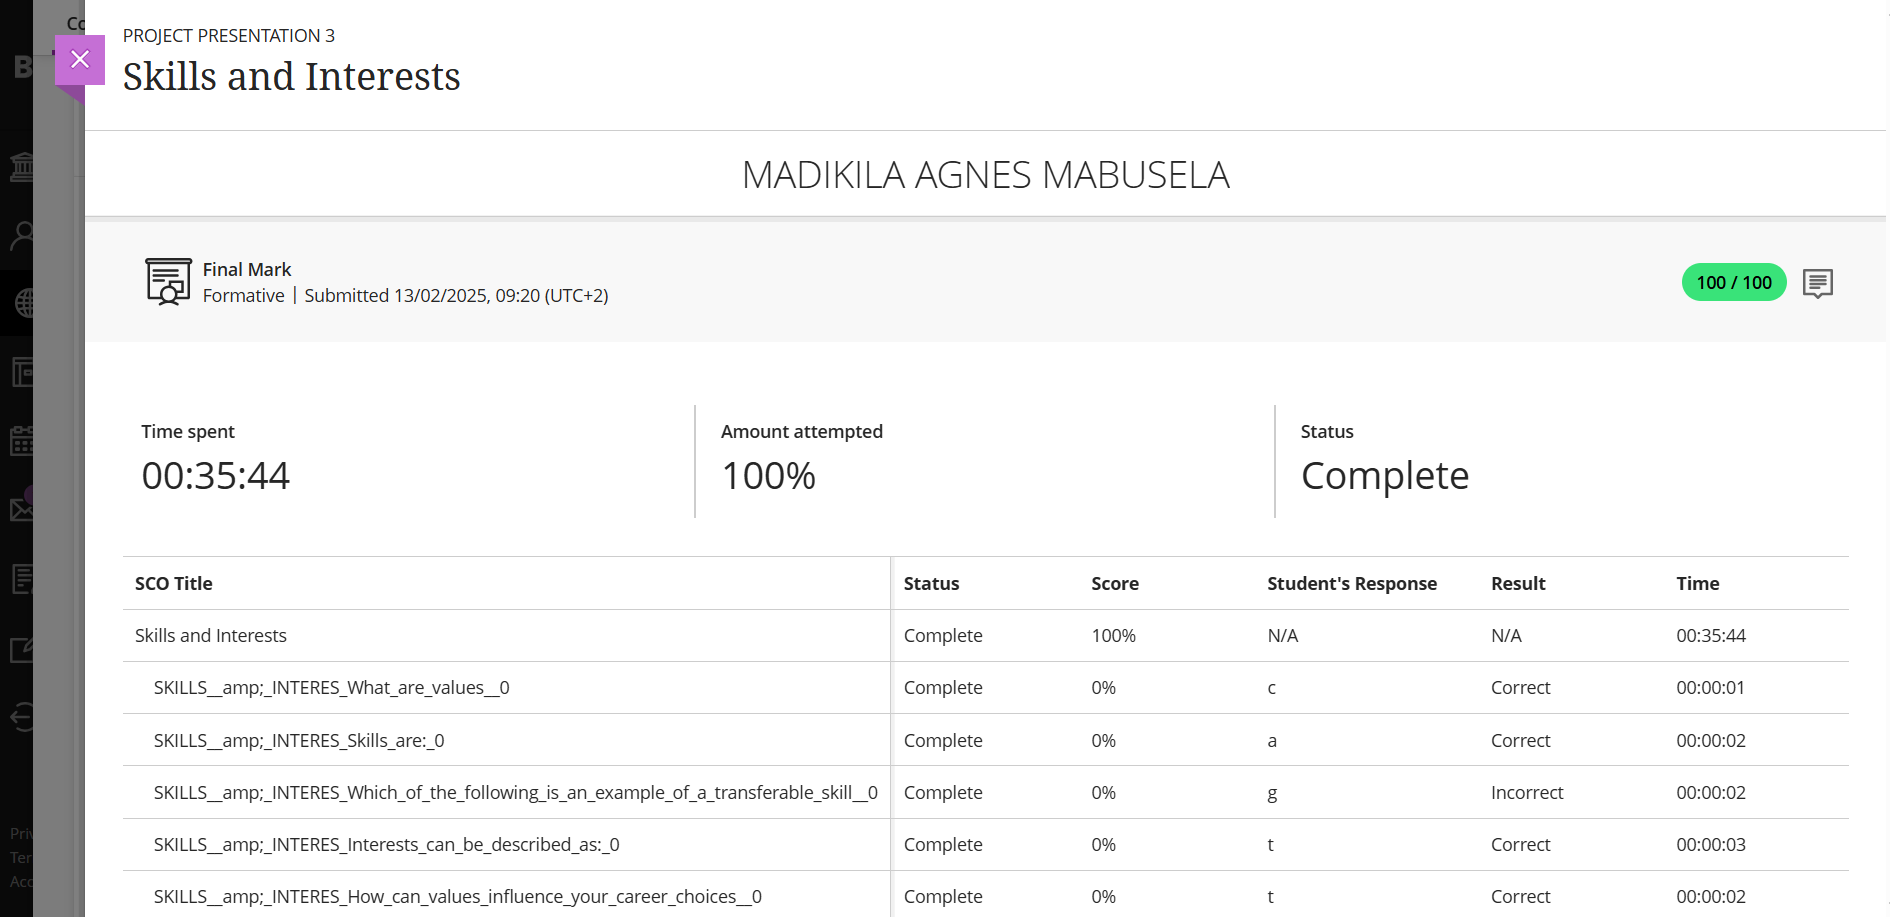 Co
PROJECT PRESENTATION 3
B
Skills and Interests
MADIKILA AGNES MABUSELA
Final Mark
Formative | Submitted 13/02/2025, 09:20 (UTC+2)
100 / 100
Time spent
00:35:44
Amount attempted
100%
Status
Complete
SCO Title Status Score Student's Response Result Time
Skills and Interests Complete 100% N/A N/A 00:35:44
SKILLS__amp;_INTERES_What_are_values__0 Complete 0% c Correct 00:00:01
SKILLS__amp;_INTERES_Skills_are:_0 Complete 0% a Correct 00:00:02
SKILLS__amp;_INTERES_Which_of_the_following_is_an_example_of_a_transferable_skill__0 Complete 0% g Incorrect 00:00:02
SKILLS__amp;_INTERES_Interests_can_be_described_as:_0 Complete 0% t Correct 00:00:03
SKILLS__amp;_INTERES_How_can_values_influence_your_career_choices__0 Complete 0% t Correct 00:00:02
Priv
Ter
Acc